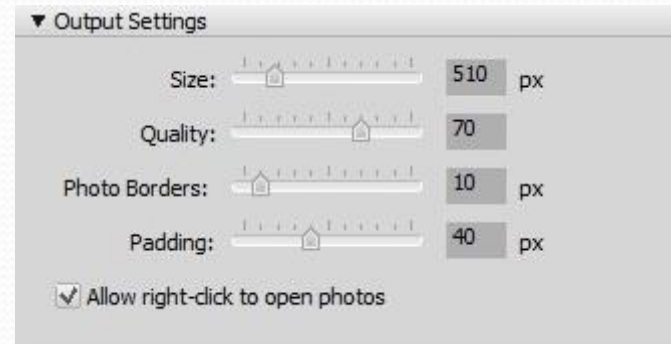 Output Settings
Size: 510 px
Quality: 70
Photo Borders: 10 px
Padding: 40 px
Allow right-click to open photos